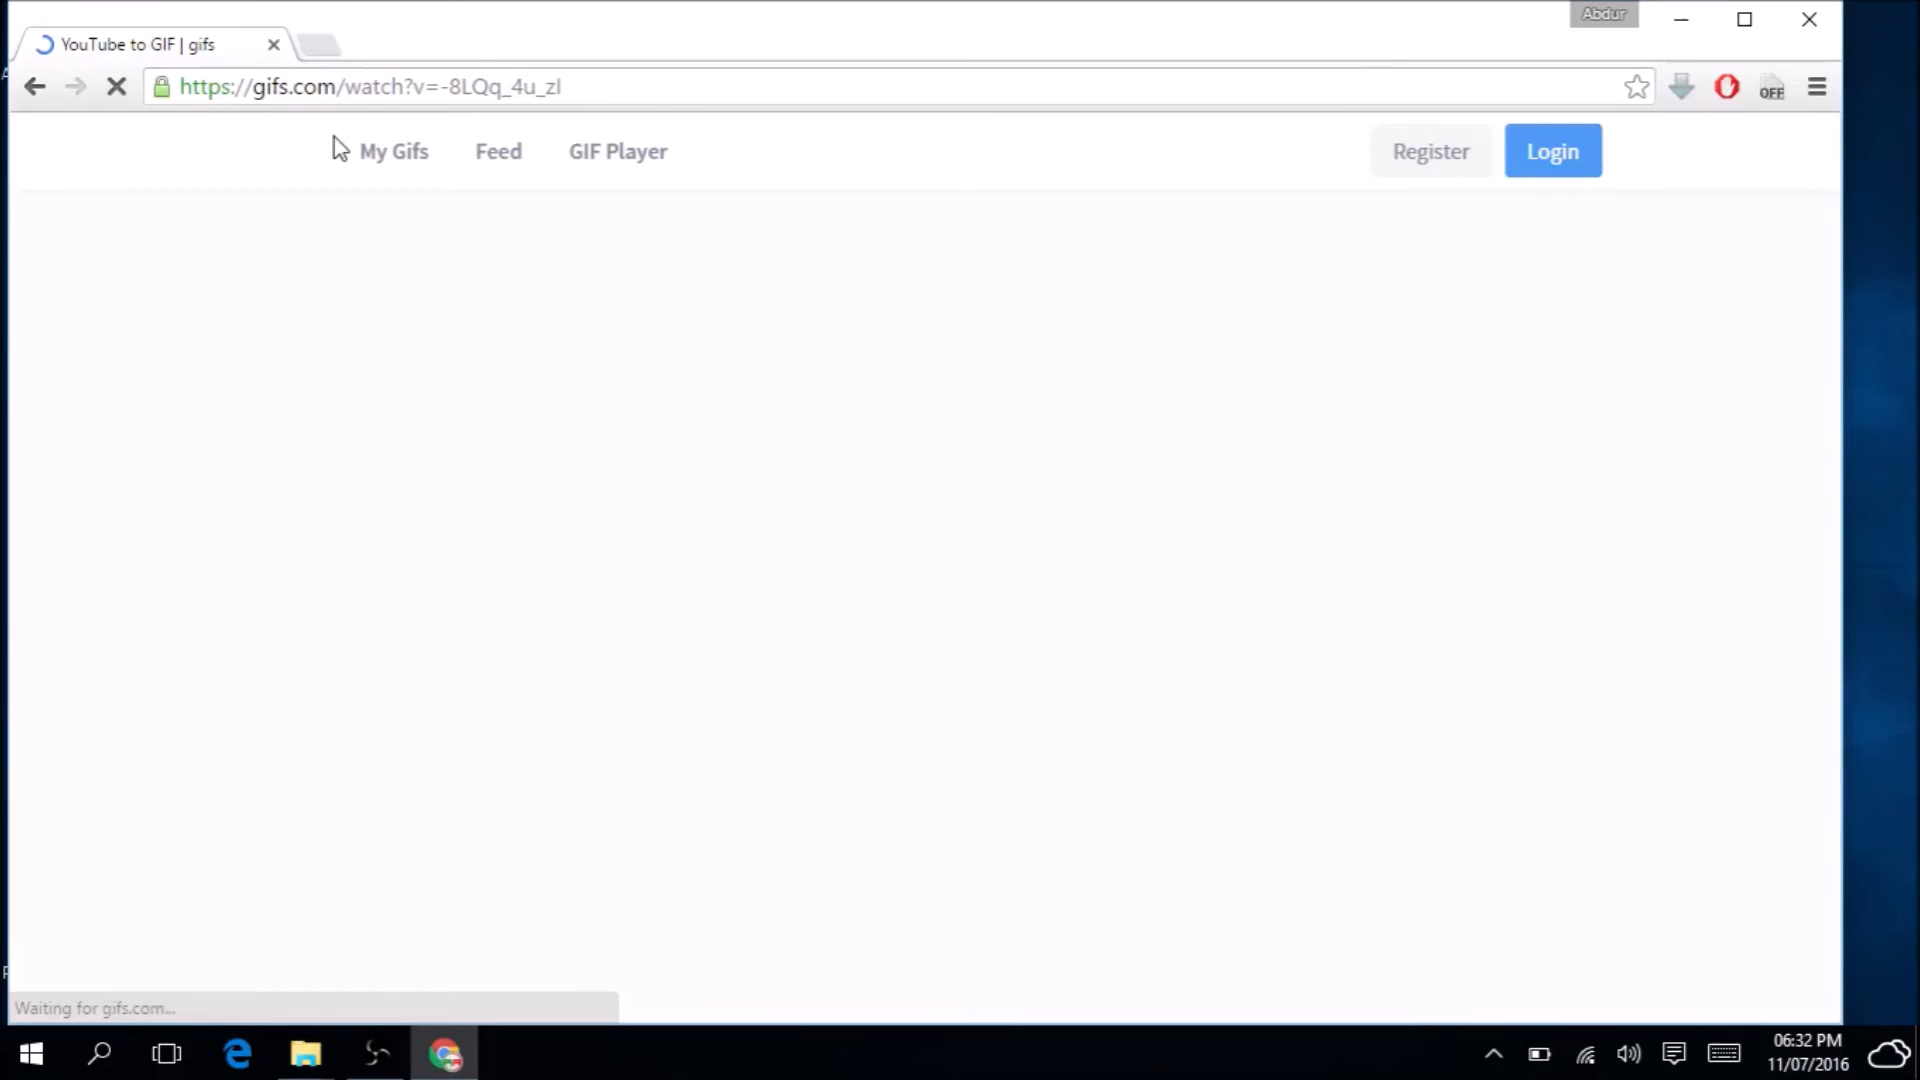 Abdur
YouTube to GIF | gifs
https://gifs.com/watch?v=-8LQq_4u_zI
OFF
My Gifs
Feed
GIF Player
Register
Login
Waiting for gifs.com...
06:32 PM
11/07/2016